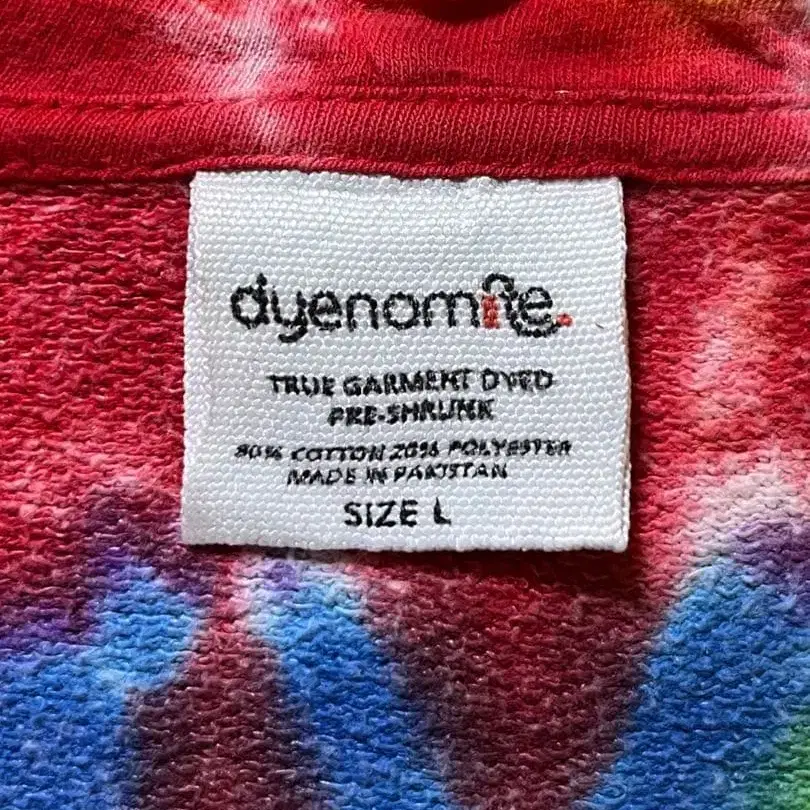 dyenomite.
TRUE GARMENT DYED
PRE-SHRUNK
80% COTTON 20% POLYESTER
MADE IN PAKISTAN
SIZE L